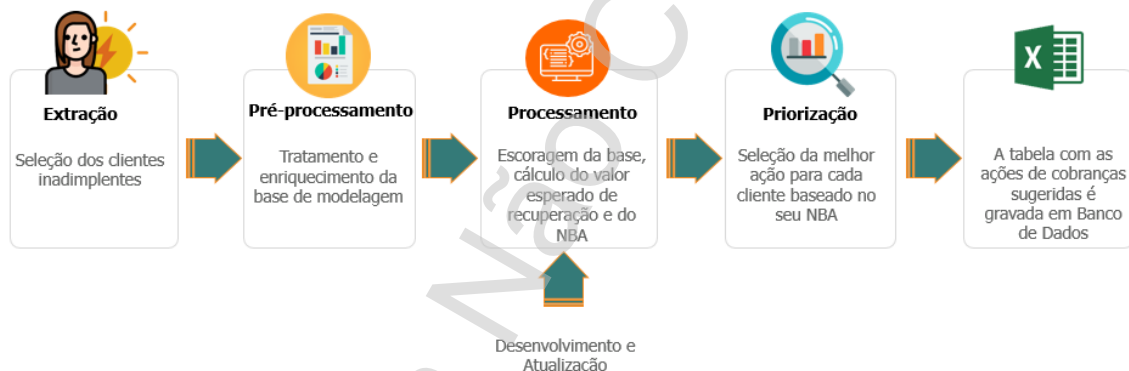 Extração
Seleção dos clientes
inadimplentes
Pré-processamento
Tratamento e
enriquecimento da
base de modelagem
Processamento
Escoragem da base,
cálculo do valor
esperado de
recuperação e do
NBA
Priorização
Seleção da melhor
ação para cada
cliente baseado no
seu NBA
X
A tabela com as
ações de cobranças
sugeridas é
gravada em Banco
de Dados
Desenvolvimento e
Atualização
Não C